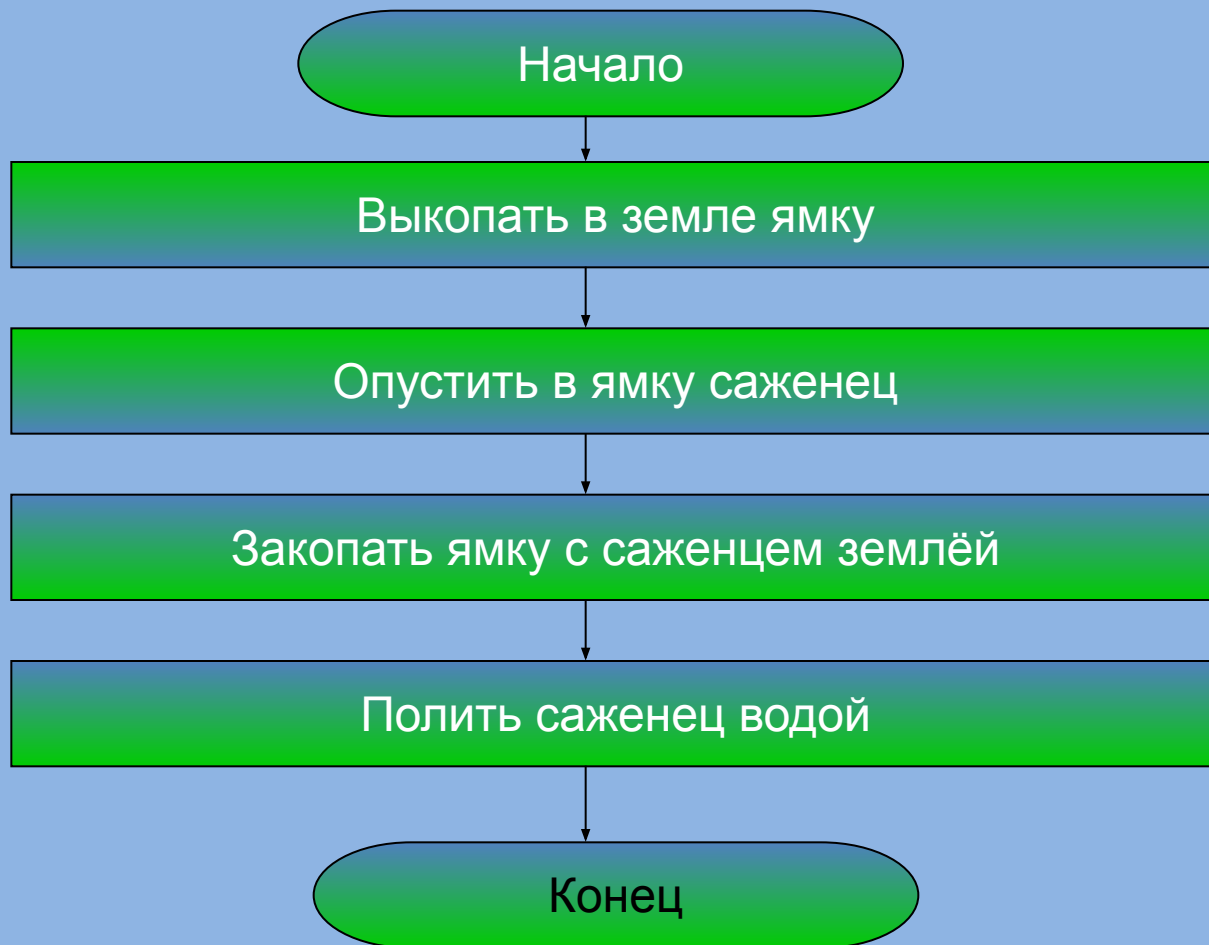 Начало
Выкопать в земле ямку
Опустить в ямку саженец
Закопать ямку с саженцем землёй
Полить саженец водой
Конец